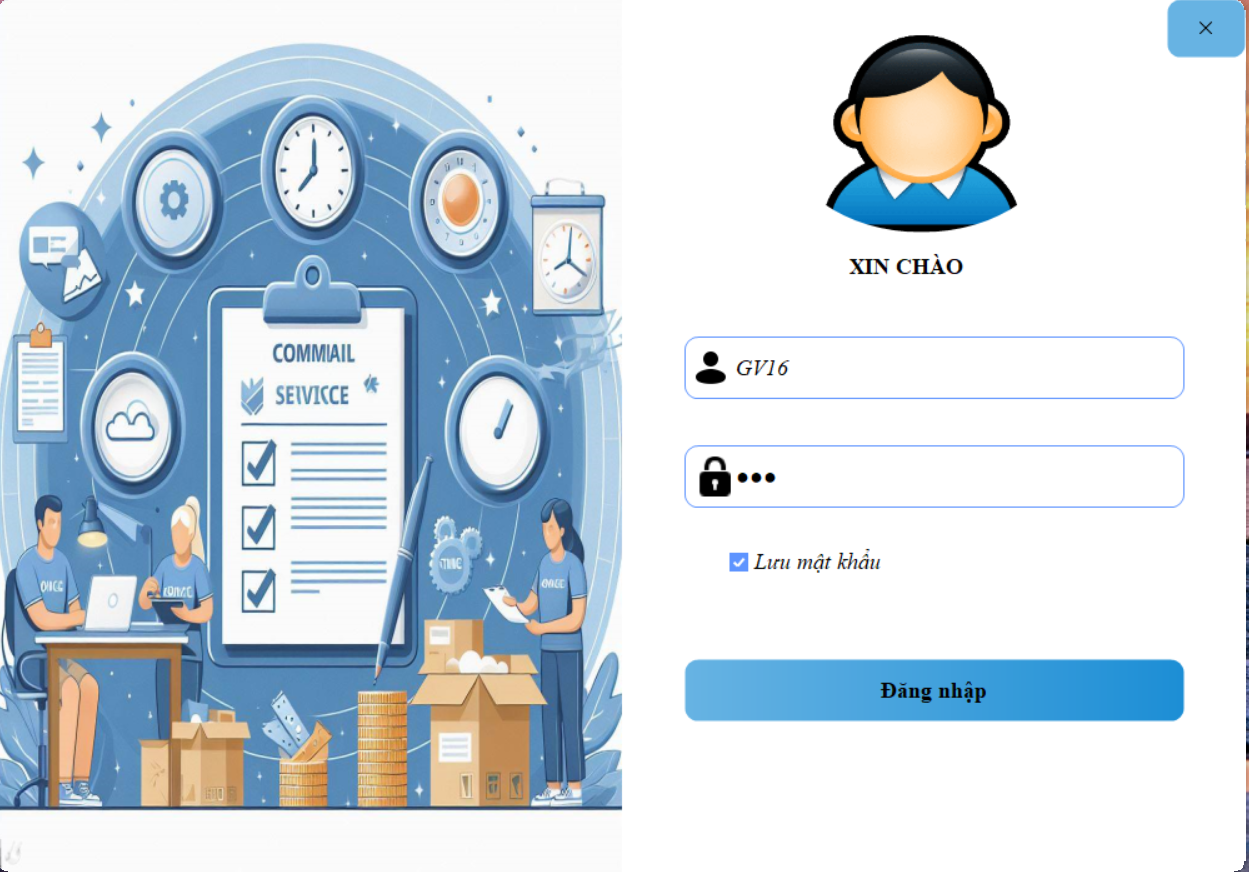 COMMAIL
SEIVICCE
XIN CHÀO
GV16
•••
Lưu mật khẩu
Đăng nhập